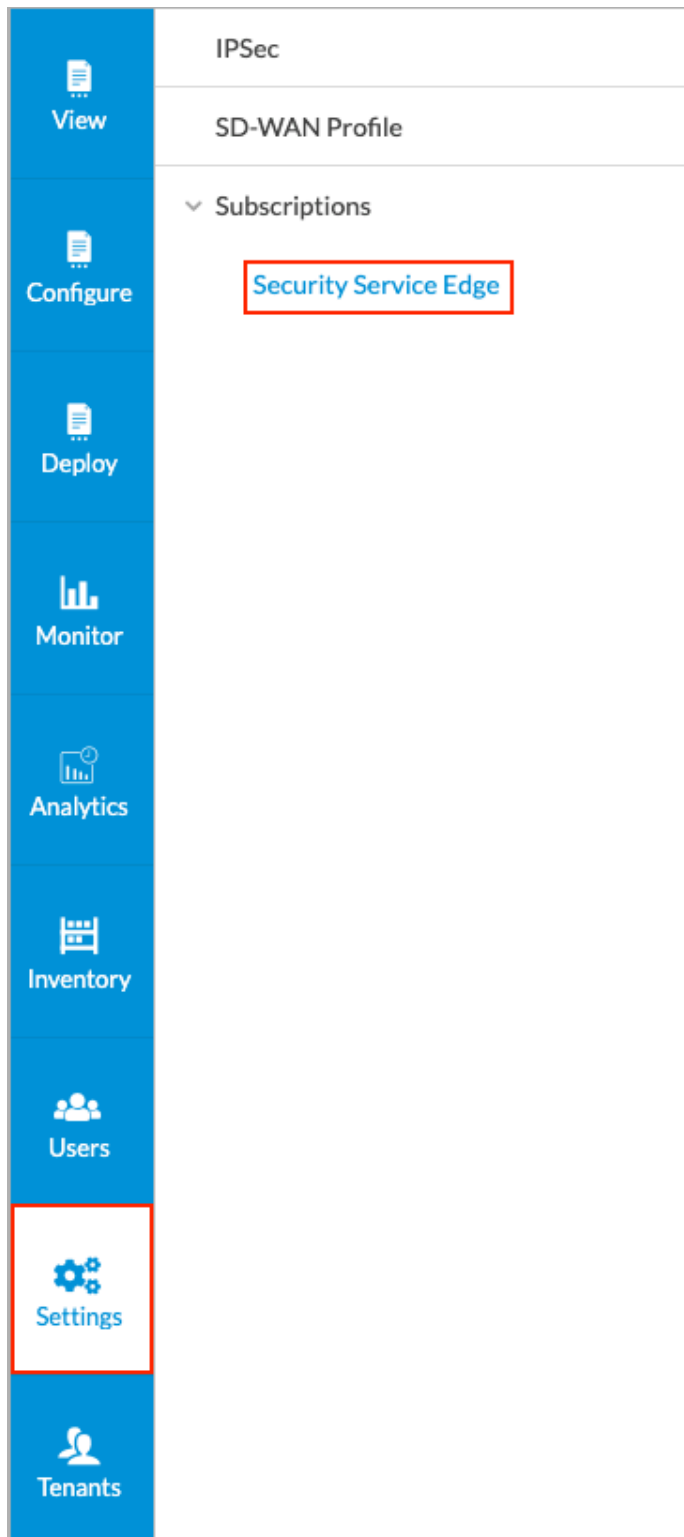 View
Configure
Deploy
Monitor
Analytics
Inventory
Users
Settings
Tenants
IPSec
SD-WAN Profile
Subscriptions
Security Service Edge